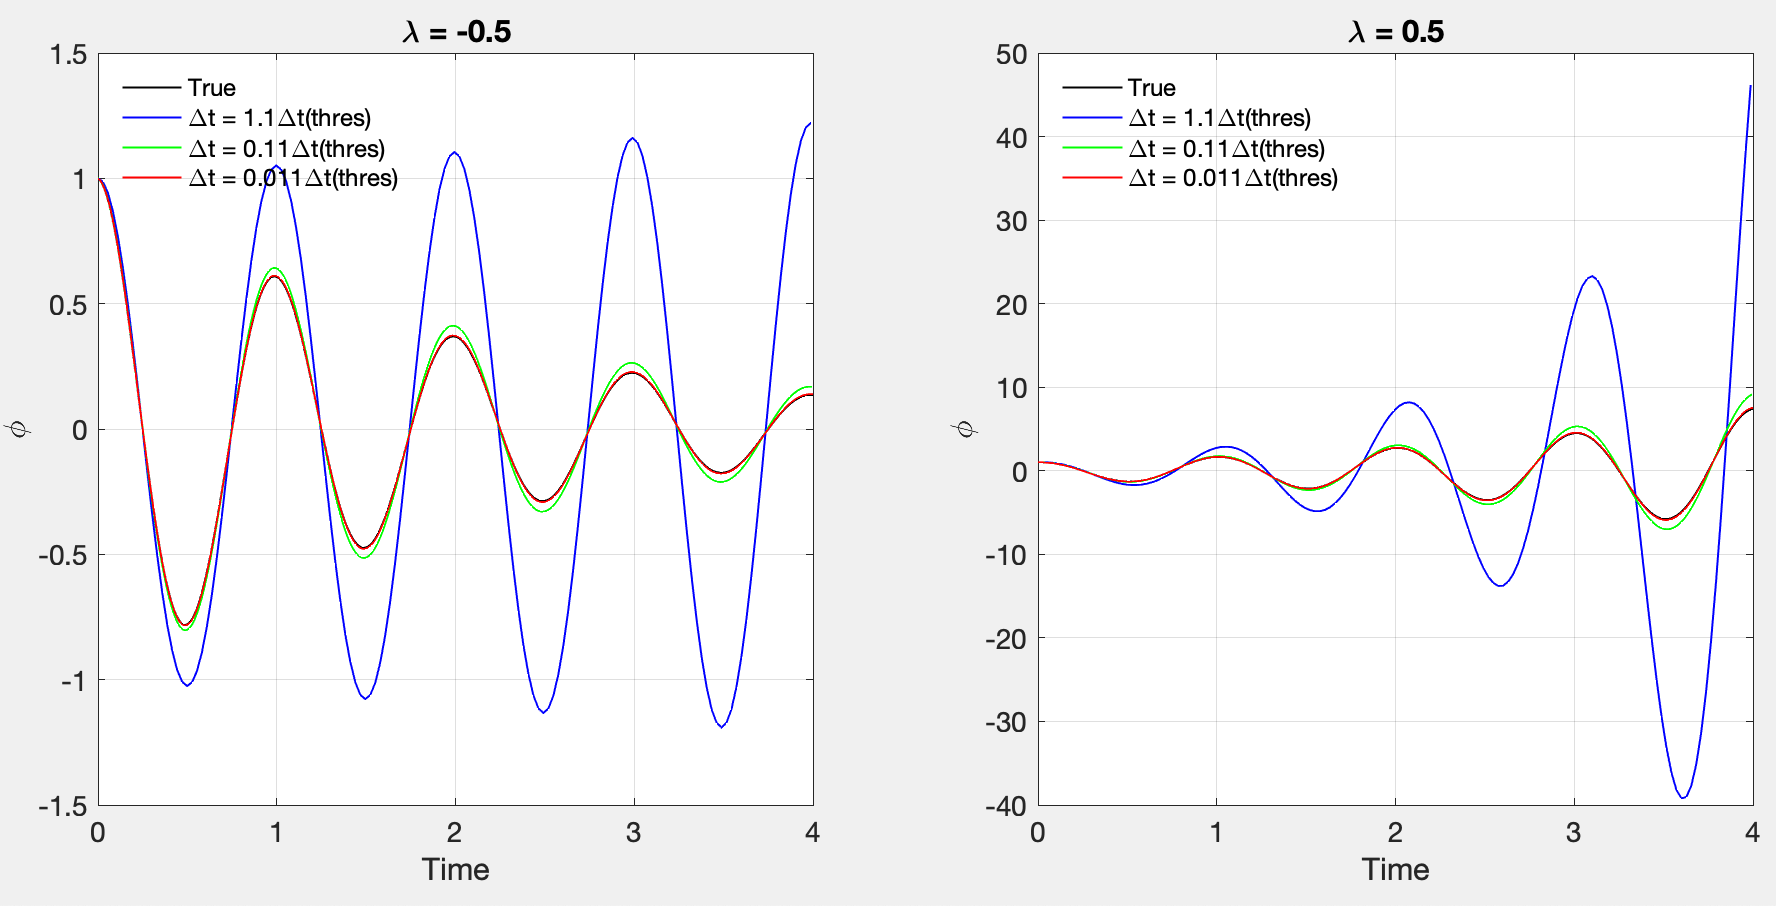 λ = -0.5
1.5
1
0.5
0
-0.5
-1
-1.5
True
Δt = 1.1Δt(thres)
Δt = 0.11Δt(thres)
Δt = 0.011Δt(thres)
ϕ
0 1 2 3 4
Time
λ = 0.5
50
40
30
20
10
0
-10
-20
-30
-40
True
Δt = 1.1Δt(thres)
Δt = 0.11Δt(thres)
Δt = 0.011Δt(thres)
ϕ
0 1 2 3 4
Time